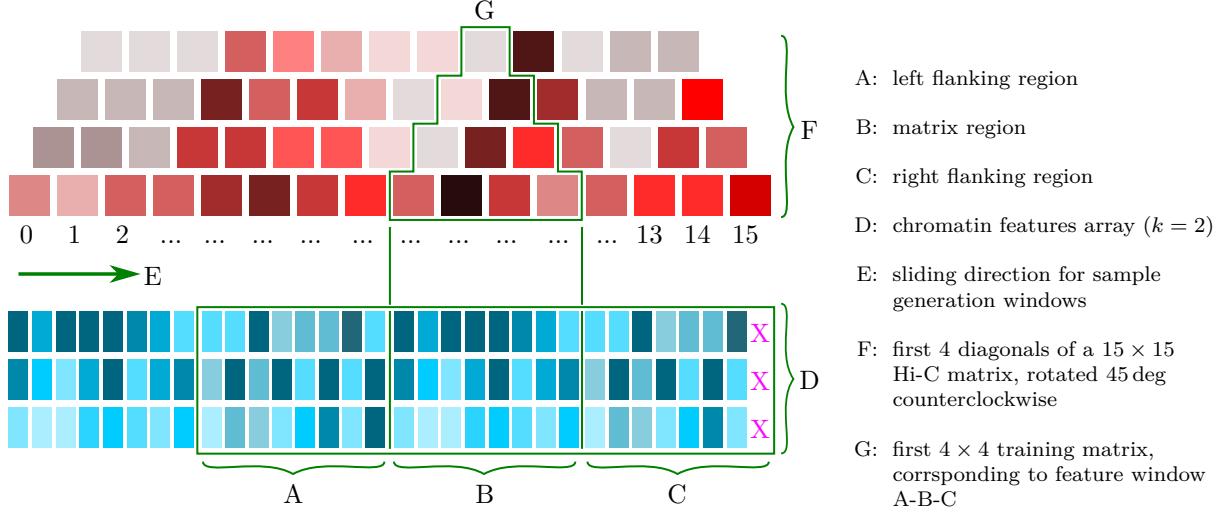 G
F
0 1 2 ... ... ... ... ... ... ... ... ... ... 13 14 15
E
X
X
X
D
A B C
A: left flanking region
B: matrix region
C: right flanking region
D: chromatin features array (k = 2)
E: sliding direction for sample
generation windows
F: first 4 diagonals of a 15 × 15
Hi-C matrix, rotated 45 deg
counterclockwise
G: first 4 × 4 training matrix,
corrsponding to feature window
A-B-C